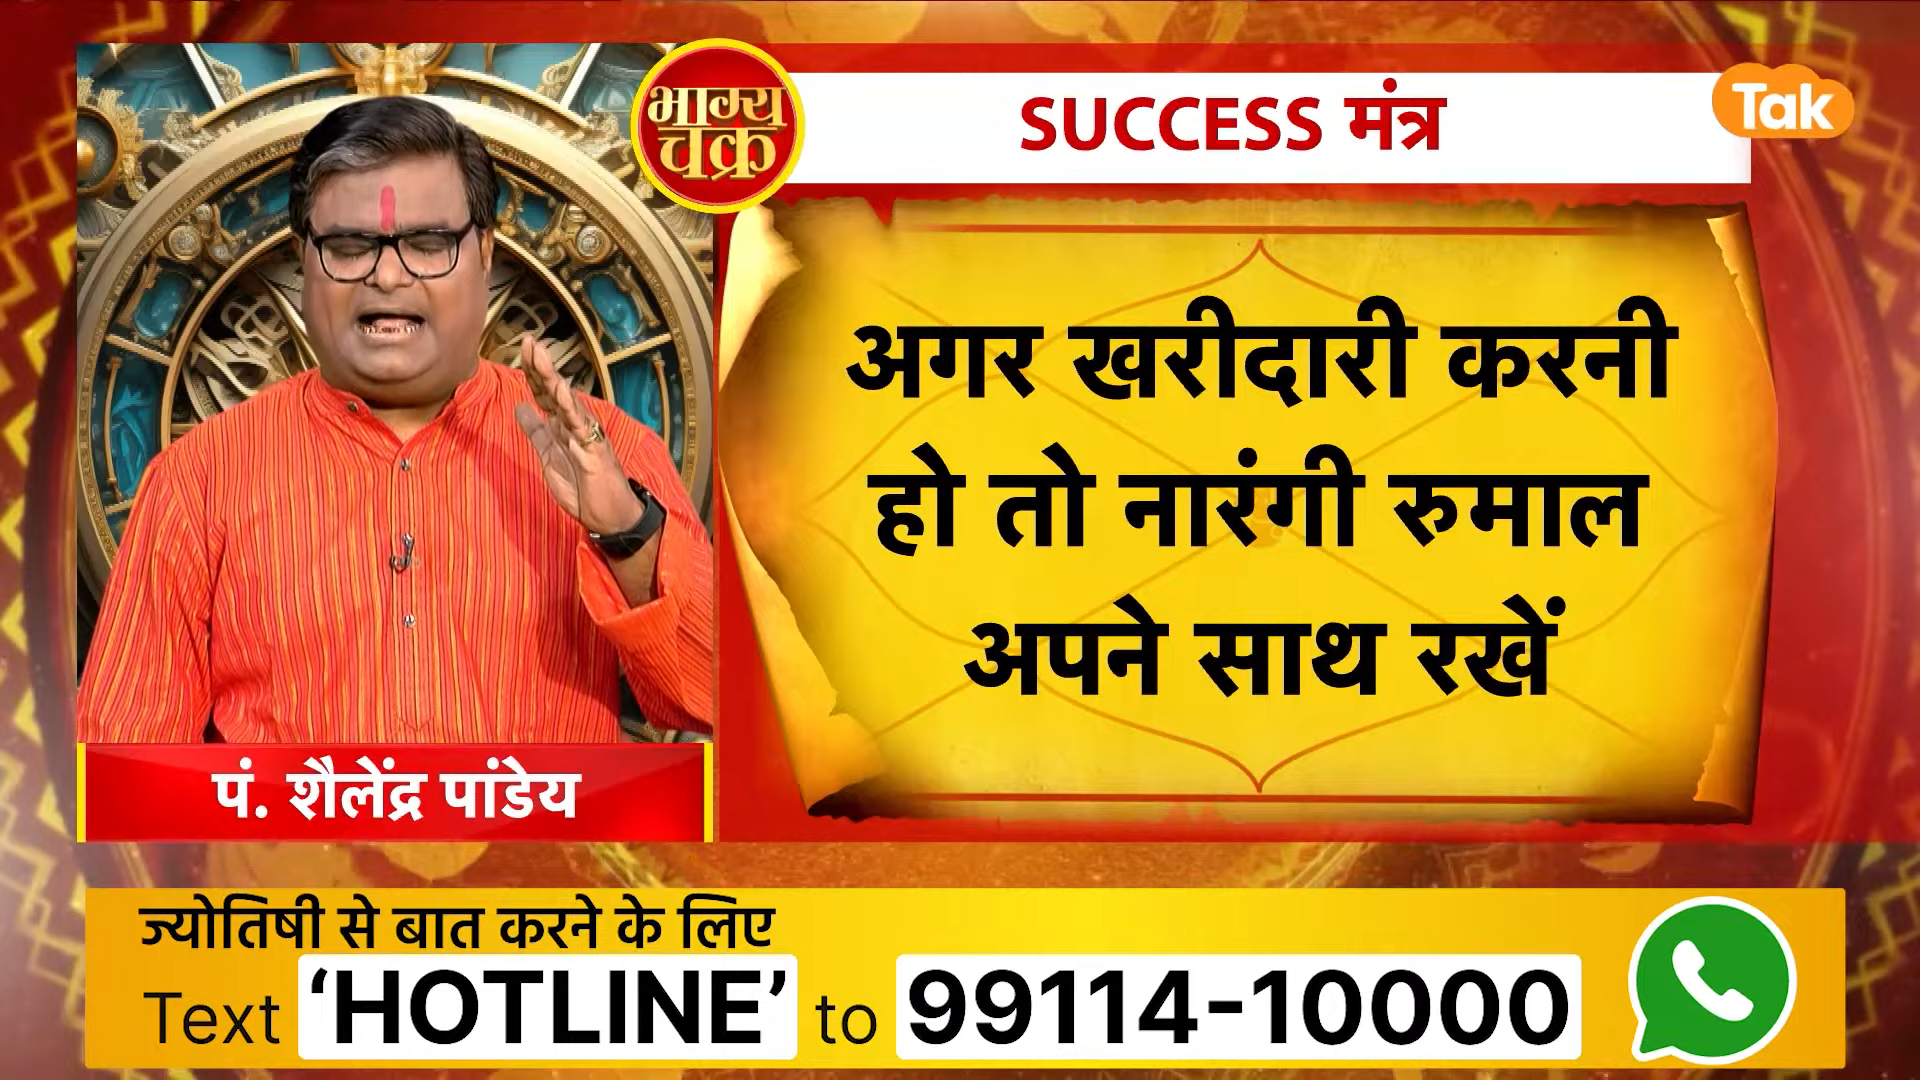 भाग्य
चक्र
SUCCESS मंत्र
Tak
अगर खरीदारी करनी
हो तो नारंगी रुमाल
अपने साथ रखें
पं. शैलेंद्र पांडेय
ज्योतिषी से बात करने के लिए
Text ‘HOTLINE’ to 99114-10000